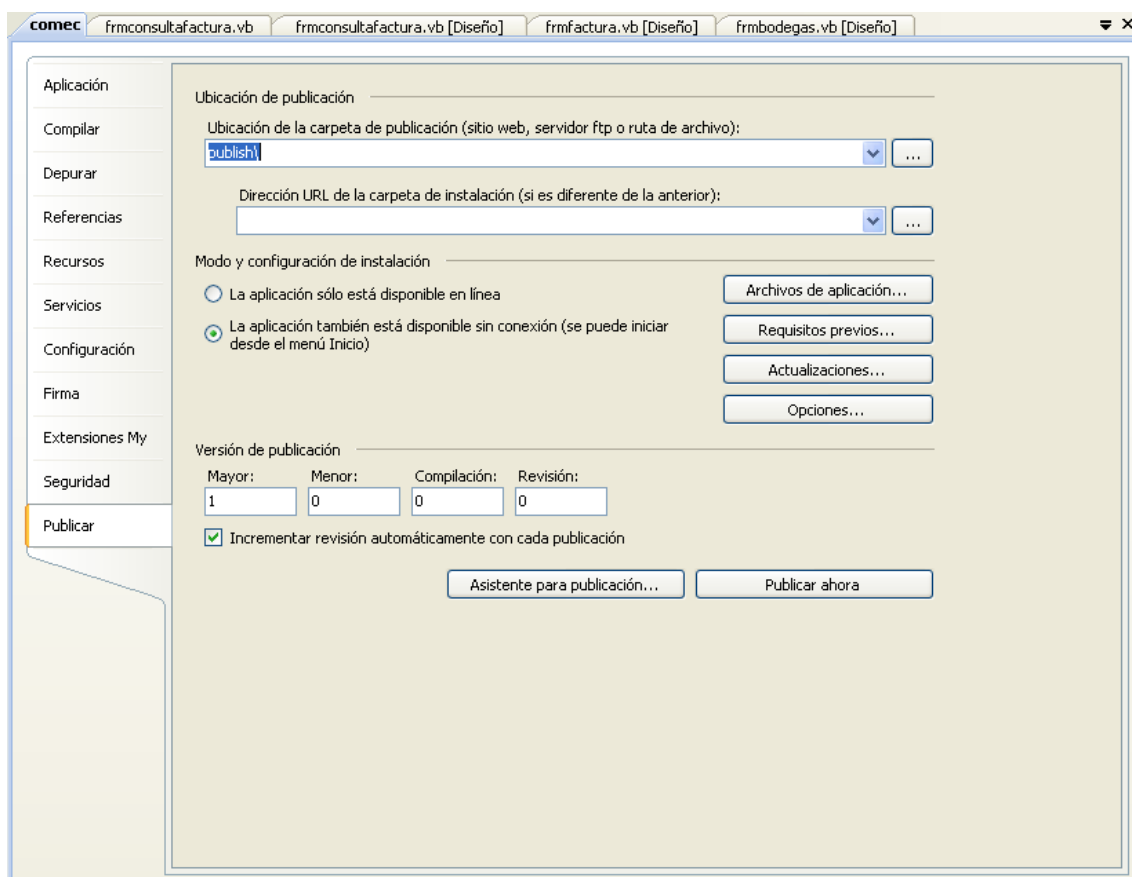 comec frmconsultafactura.vb frmconsultafactura.vb [Diseño] frmfactura.vb [Diseño] frmbodegas.vb [Diseño]
Aplicación
Compilar
Depurar
Referencias
Recursos
Servicios
Configuración
Firma
Extensiones My
Seguridad
Publicar
Ubicación de publicación
Ubicación de la carpeta de publicación (sitio web, servidor ftp o ruta de archivo):
publish\
...
Dirección URL de la carpeta de instalación (si es diferente de la anterior):
...
Modo y configuración de instalación
La aplicación sólo está disponible en línea
La aplicación también está disponible sin conexión (se puede iniciar
desde el menú Inicio)
Archivos de aplicación...
Requisitos previos...
Actualizaciones...
Opciones...
Versión de publicación
Mayor: Menor: Compilación: Revisión:
1 0 0 0
Incrementar revisión automáticamente con cada publicación
Asistente para publicación... Publicar ahora